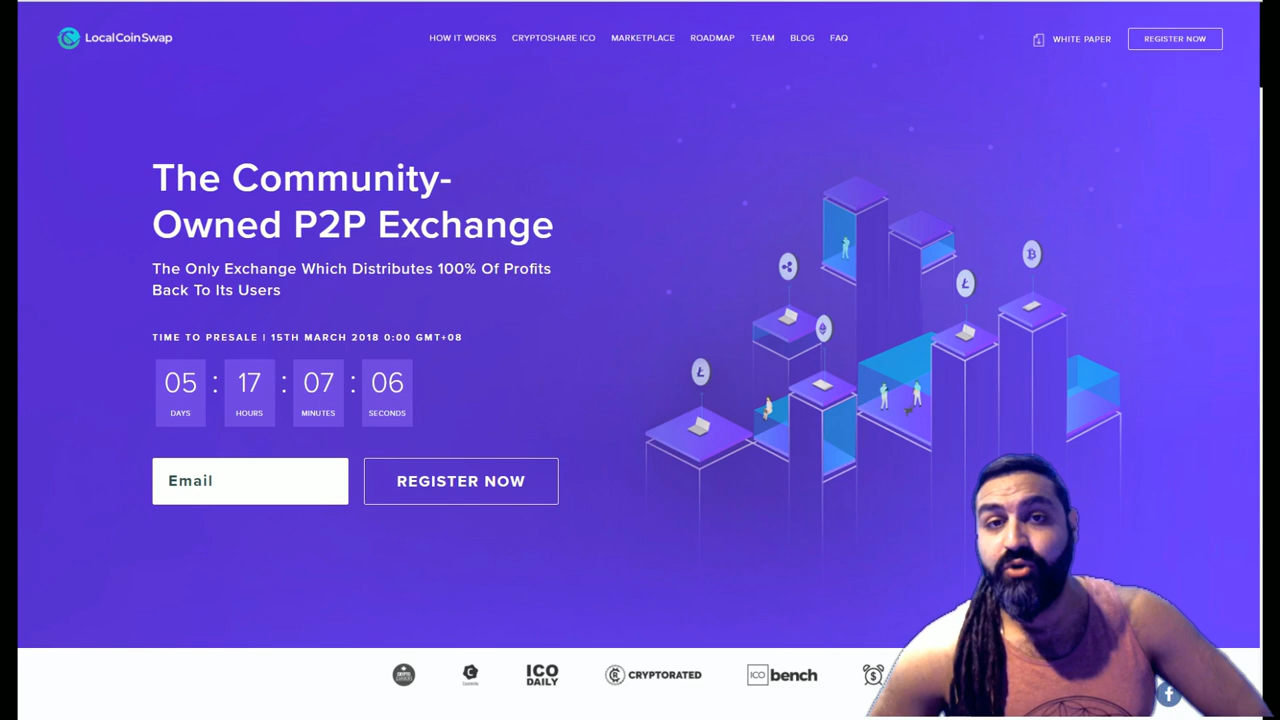 LocalCoinSwap
HOW IT WORKS CRYPTOSHARE ICO MARKETPLACE ROADMAP TEAM BLOG FAQ
WHITE PAPER
REGISTER NOW
The Community-
Owned P2P Exchange
The Only Exchange Which Distributes 100% Of Profits
Back To Its Users
TIME TO PRESALE | 15TH MARCH 2018 0:00 GMT+08
05 : 17 : 07 : 06
DAYS HOURS MINUTES SECONDS
Email
REGISTER NOW
ICO
DAILY
CRYPTORATED
ICO bench